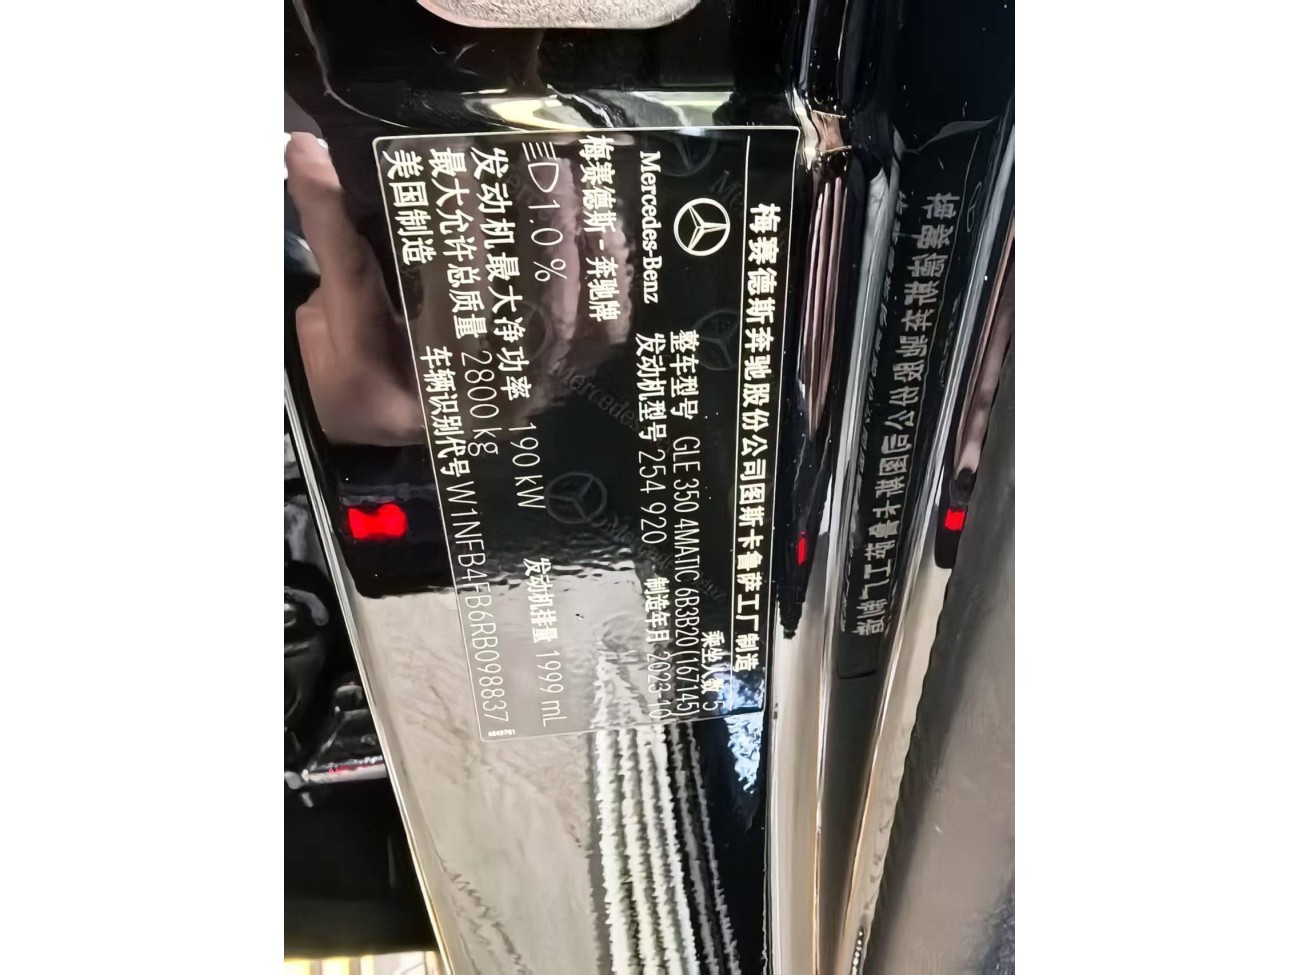 梅赛德斯奔驰股份公司图斯卡鲁萨工厂制造
乘坐人数 5
整车型号 GLE 350 4MATIC 6B3B20 (167145)
Mercedes-Benz 发动机型号 254 920 制造年月 2023-10
梅赛德斯-奔驰牌
1.0 %
发动机最大净功率 190 kW 发动机排量 1999 mL
最大允许总质量 2800 kg
美国制造 车辆识别代号 W1NFB4FB6RB098837